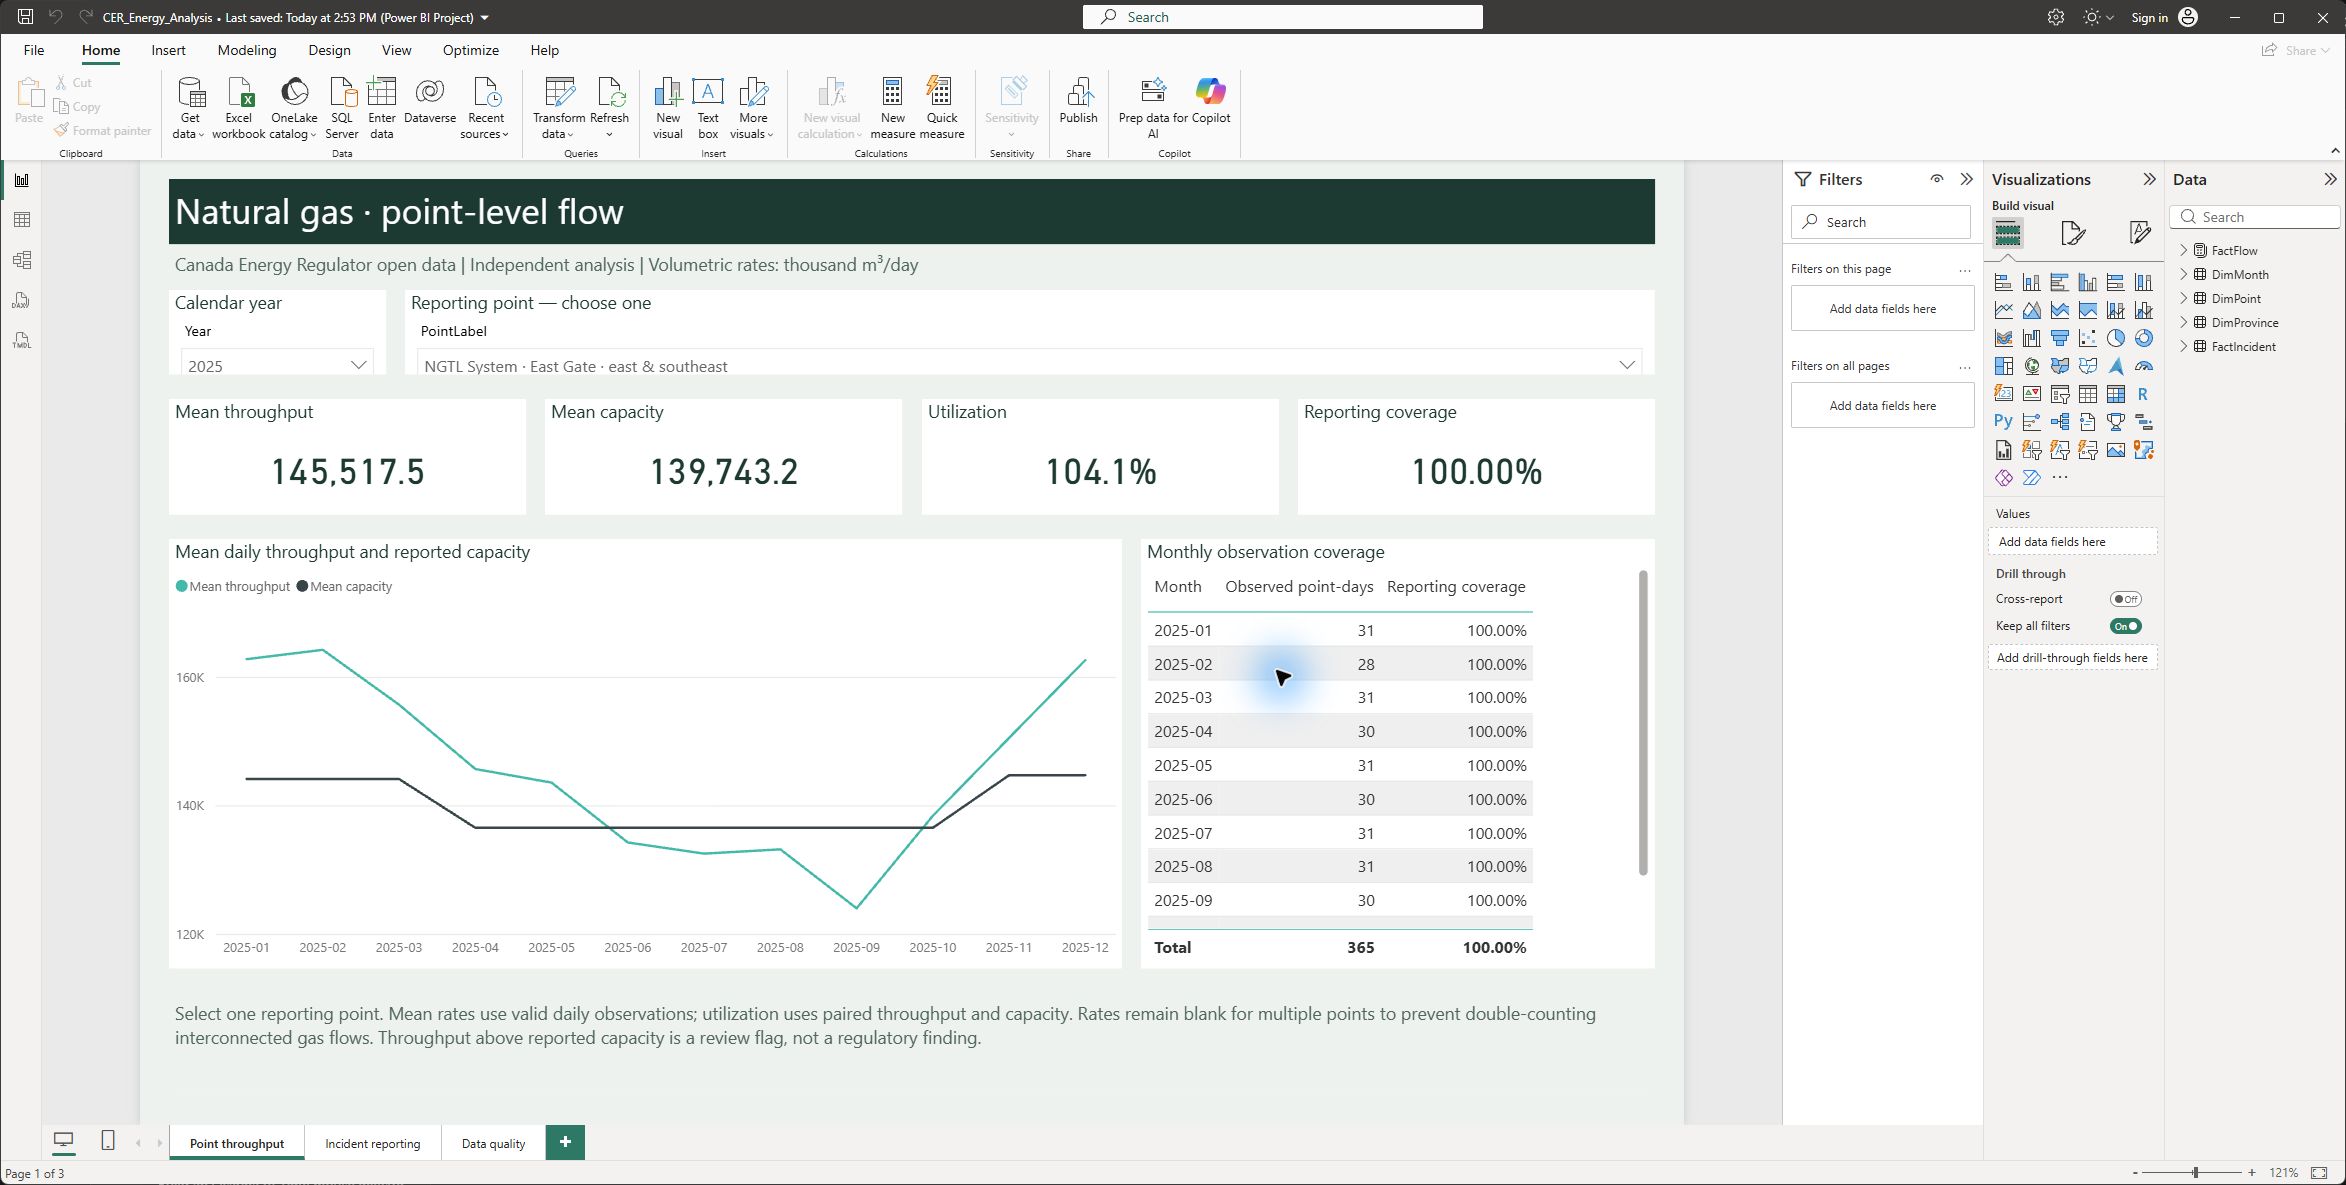 CER_Energy_Analysis • Last saved: Today at 2:53 PM (Power BI Project)
Search
Sign in
File Home Insert Modeling Design View Optimize Help
Share
Paste
Cut
Copy
Format painter
Clipboard
Get data
Excel workbook
OneLake catalog
SQL Server
Enter data
Dataverse
Recent sources
Data
Transform data
Refresh
Queries
New visual
Text box
More visuals
Insert
New visual calculation
New measure
Quick measure
Calculations
Sensitivity
Sensitivity
Publish
Share
Prep data for AI
Copilot
Copilot
DAX
TMDL
Natural gas · point-level flow
Canada Energy Regulator open data | Independent analysis | Volumetric rates: thousand m³/day
Calendar year
Year
2025
Reporting point — choose one
PointLabel
NGTL System · East Gate · east & southeast
Mean throughput
145,517.5
Mean capacity
139,743.2
Utilization
104.1%
Reporting coverage
100.00%
Mean daily throughput and reported capacity
Mean throughput Mean capacity
160K
140K
120K
2025-01 2025-02 2025-03 2025-04 2025-05 2025-06 2025-07 2025-08 2025-09 2025-10 2025-11 2025-12
Monthly observation coverage
Month Observed point-days Reporting coverage
2025-01 31 100.00%
2025-02 28 100.00%
2025-03 31 100.00%
2025-04 30 100.00%
2025-05 31 100.00%
2025-06 30 100.00%
2025-07 31 100.00%
2025-08 31 100.00%
2025-09 30 100.00%
Total 365 100.00%
Select one reporting point. Mean rates use valid daily observations; utilization uses paired throughput and capacity. Rates remain blank for multiple points to prevent double-counting
interconnected gas flows. Throughput above reported capacity is a review flag, not a regulatory finding.
Filters
Search
Filters on this page
Add data fields here
Filters on all pages
Add data fields here
Visualizations
Build visual
R
Py
Values
Add data fields here
Drill through
Cross-report Off
Keep all filters On
Add drill-through fields here
Data
Search
FactFlow
DimMonth
DimPoint
DimProvince
FactIncident
Point throughput Incident reporting Data quality +
Page 1 of 3
- + 121%